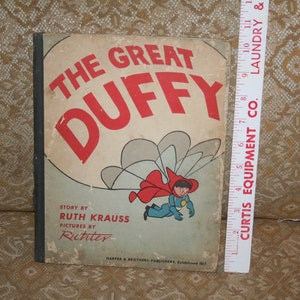 THE GREAT
DUFFY
STORY BY
RUTH KRAUSS
PICTURES BY
Richter
HARPER & BROTHERS PUBLISHERS, Established 1817
CURTIS EQUIPMENT CO. LAUNDRY &